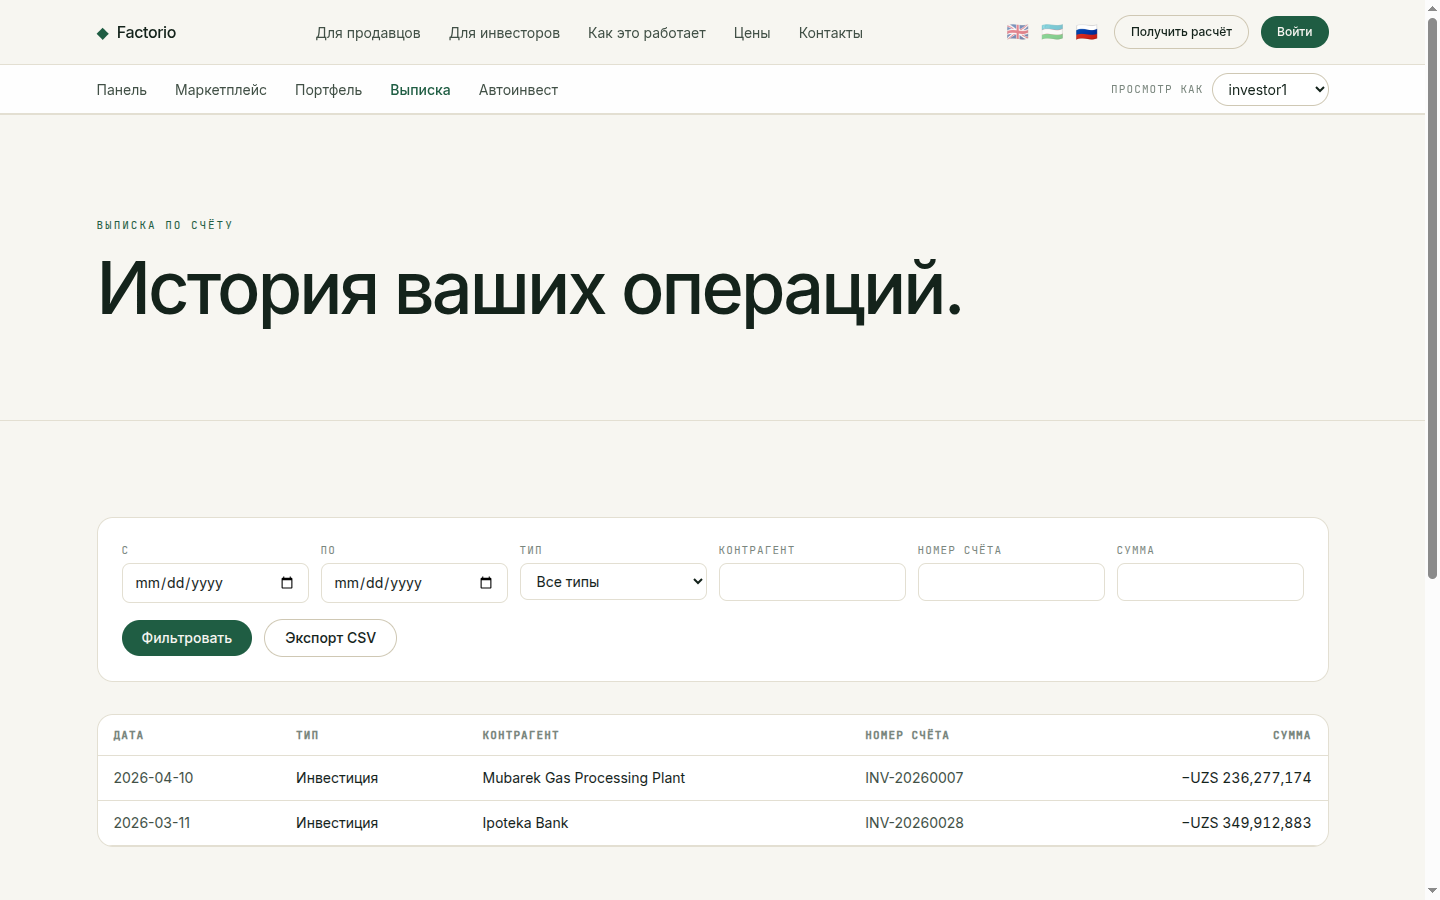 Factorio
Для продавцов
Для инвесторов
Как это работает
Цены
Контакты
Получить расчёт
Войти
Панель
Маркетплейс
Портфель
Выписка
Автоинвест
ПРОСМОТР КАК
investor1
ВЫПИСКА ПО СЧЁТУ
История ваших операций.
С
ПО
ТИП
КОНТРАГЕНТ
НОМЕР СЧЁТА
СУММА
mm/dd/yyyy
mm/dd/yyyy
Все типы
Фильтровать
Экспорт CSV
ДАТА ТИП КОНТРАГЕНТ НОМЕР СЧЁТА СУММА
2026-04-10 Инвестиция Mubarek Gas Processing Plant INV-20260007 −UZS 236,277,174
2026-03-11 Инвестиция Ipoteka Bank INV-20260028 −UZS 349,912,883